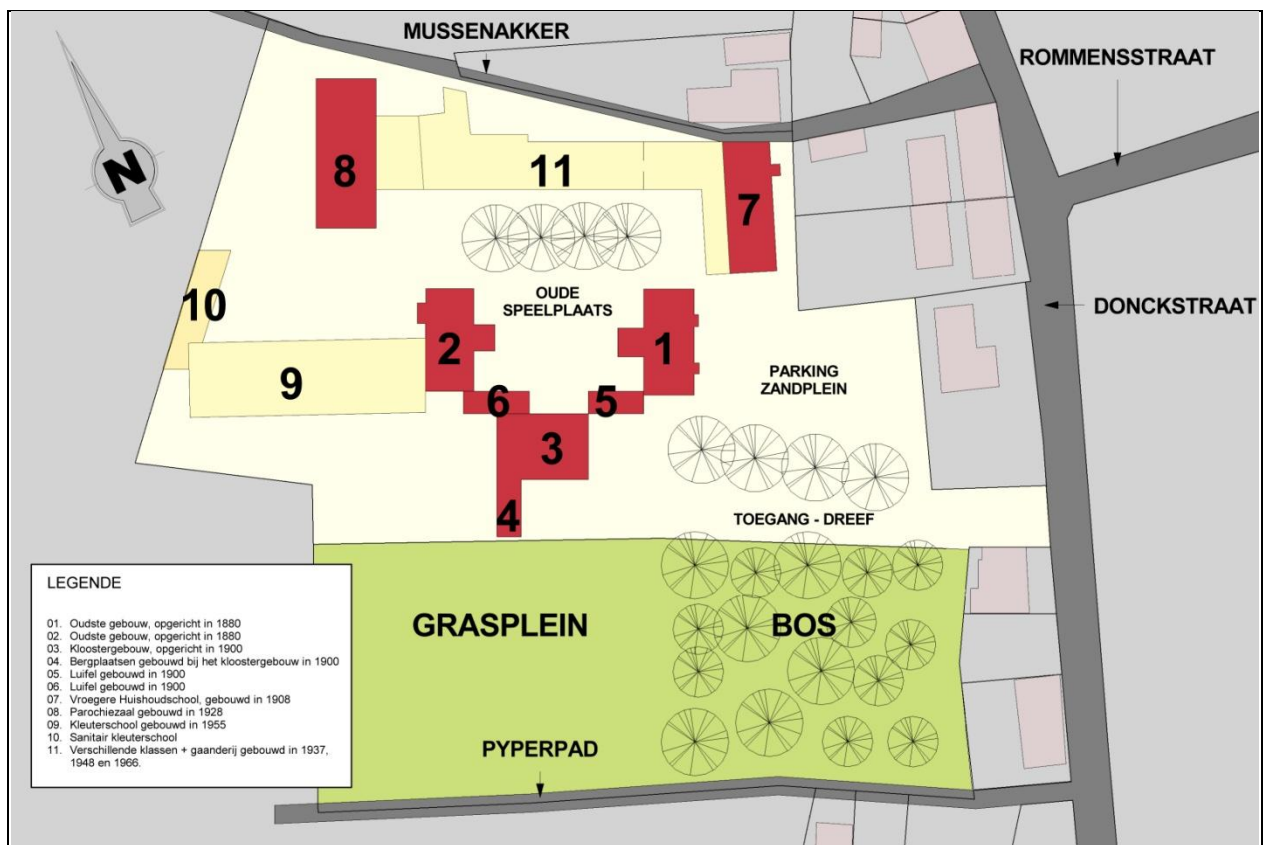 MUSSENAKKER
ROMMENSSTRAAT
N
8
11
7
DONCKSTRAAT
10
OUDE
SPEELPLAATS
2
1
9
6
5
PARKING
ZANDPLEIN
3
4
TOEGANG - DREEF
GRASPLEIN
BOS
PYPERPAD
LEGENDE
01. Oudste gebouw, opgericht in 1880
02. Oudste gebouw, opgericht in 1880
03. Kloostergebouw, opgericht in 1900
04. Bergplaatsen gebouwd bij het kloostergebouw in 1900
05. Luifel gebouwd in 1900
06. Luifel gebouwd in 1900
07. Vroegere Huishoudschool, gebouwd in 1908
08. Parochiezaal gebouwd in 1928
09. Kleuterschool gebouwd in 1955
10. Sanitair kleuterschool
11. Verschillende klassen + gaanderij gebouwd in 1937,
1948 en 1966.